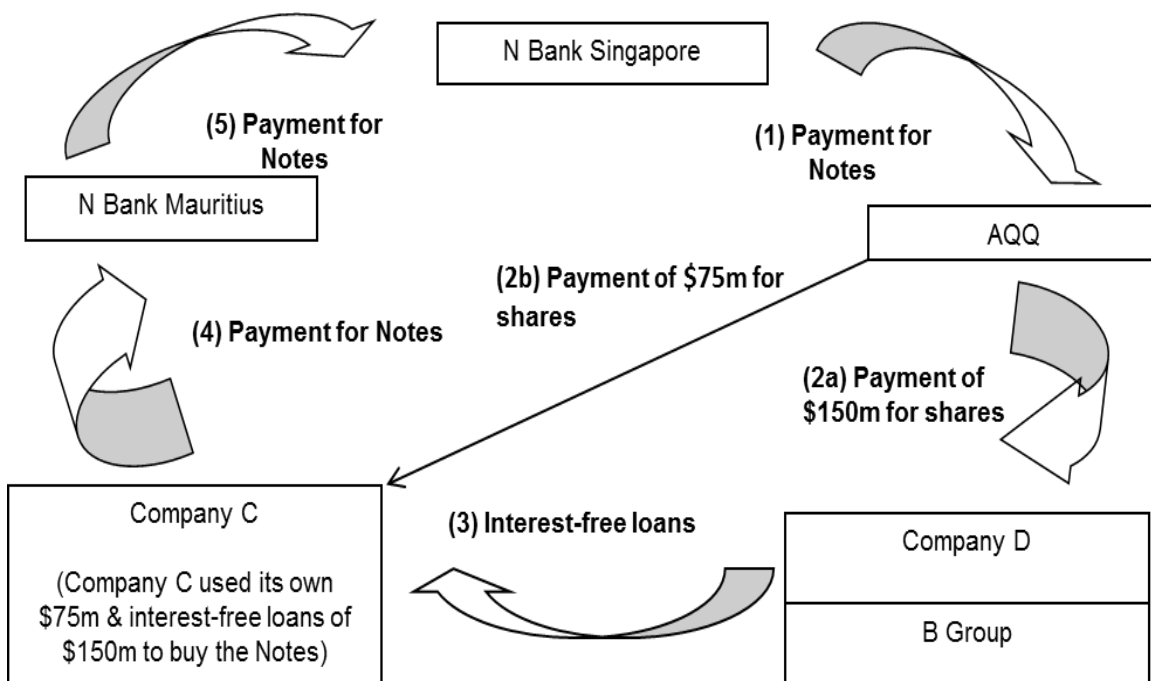 N Bank Singapore
(5) Payment for
Notes
(1) Payment for
Notes
N Bank Mauritius
AQQ
(2b) Payment of $75m for
shares
(4) Payment for Notes
(2a) Payment of
$150m for shares
Company C
(Company C used its own
$75m & interest-free loans of
$150m to buy the Notes)
(3) Interest-free loans
Company D
B Group